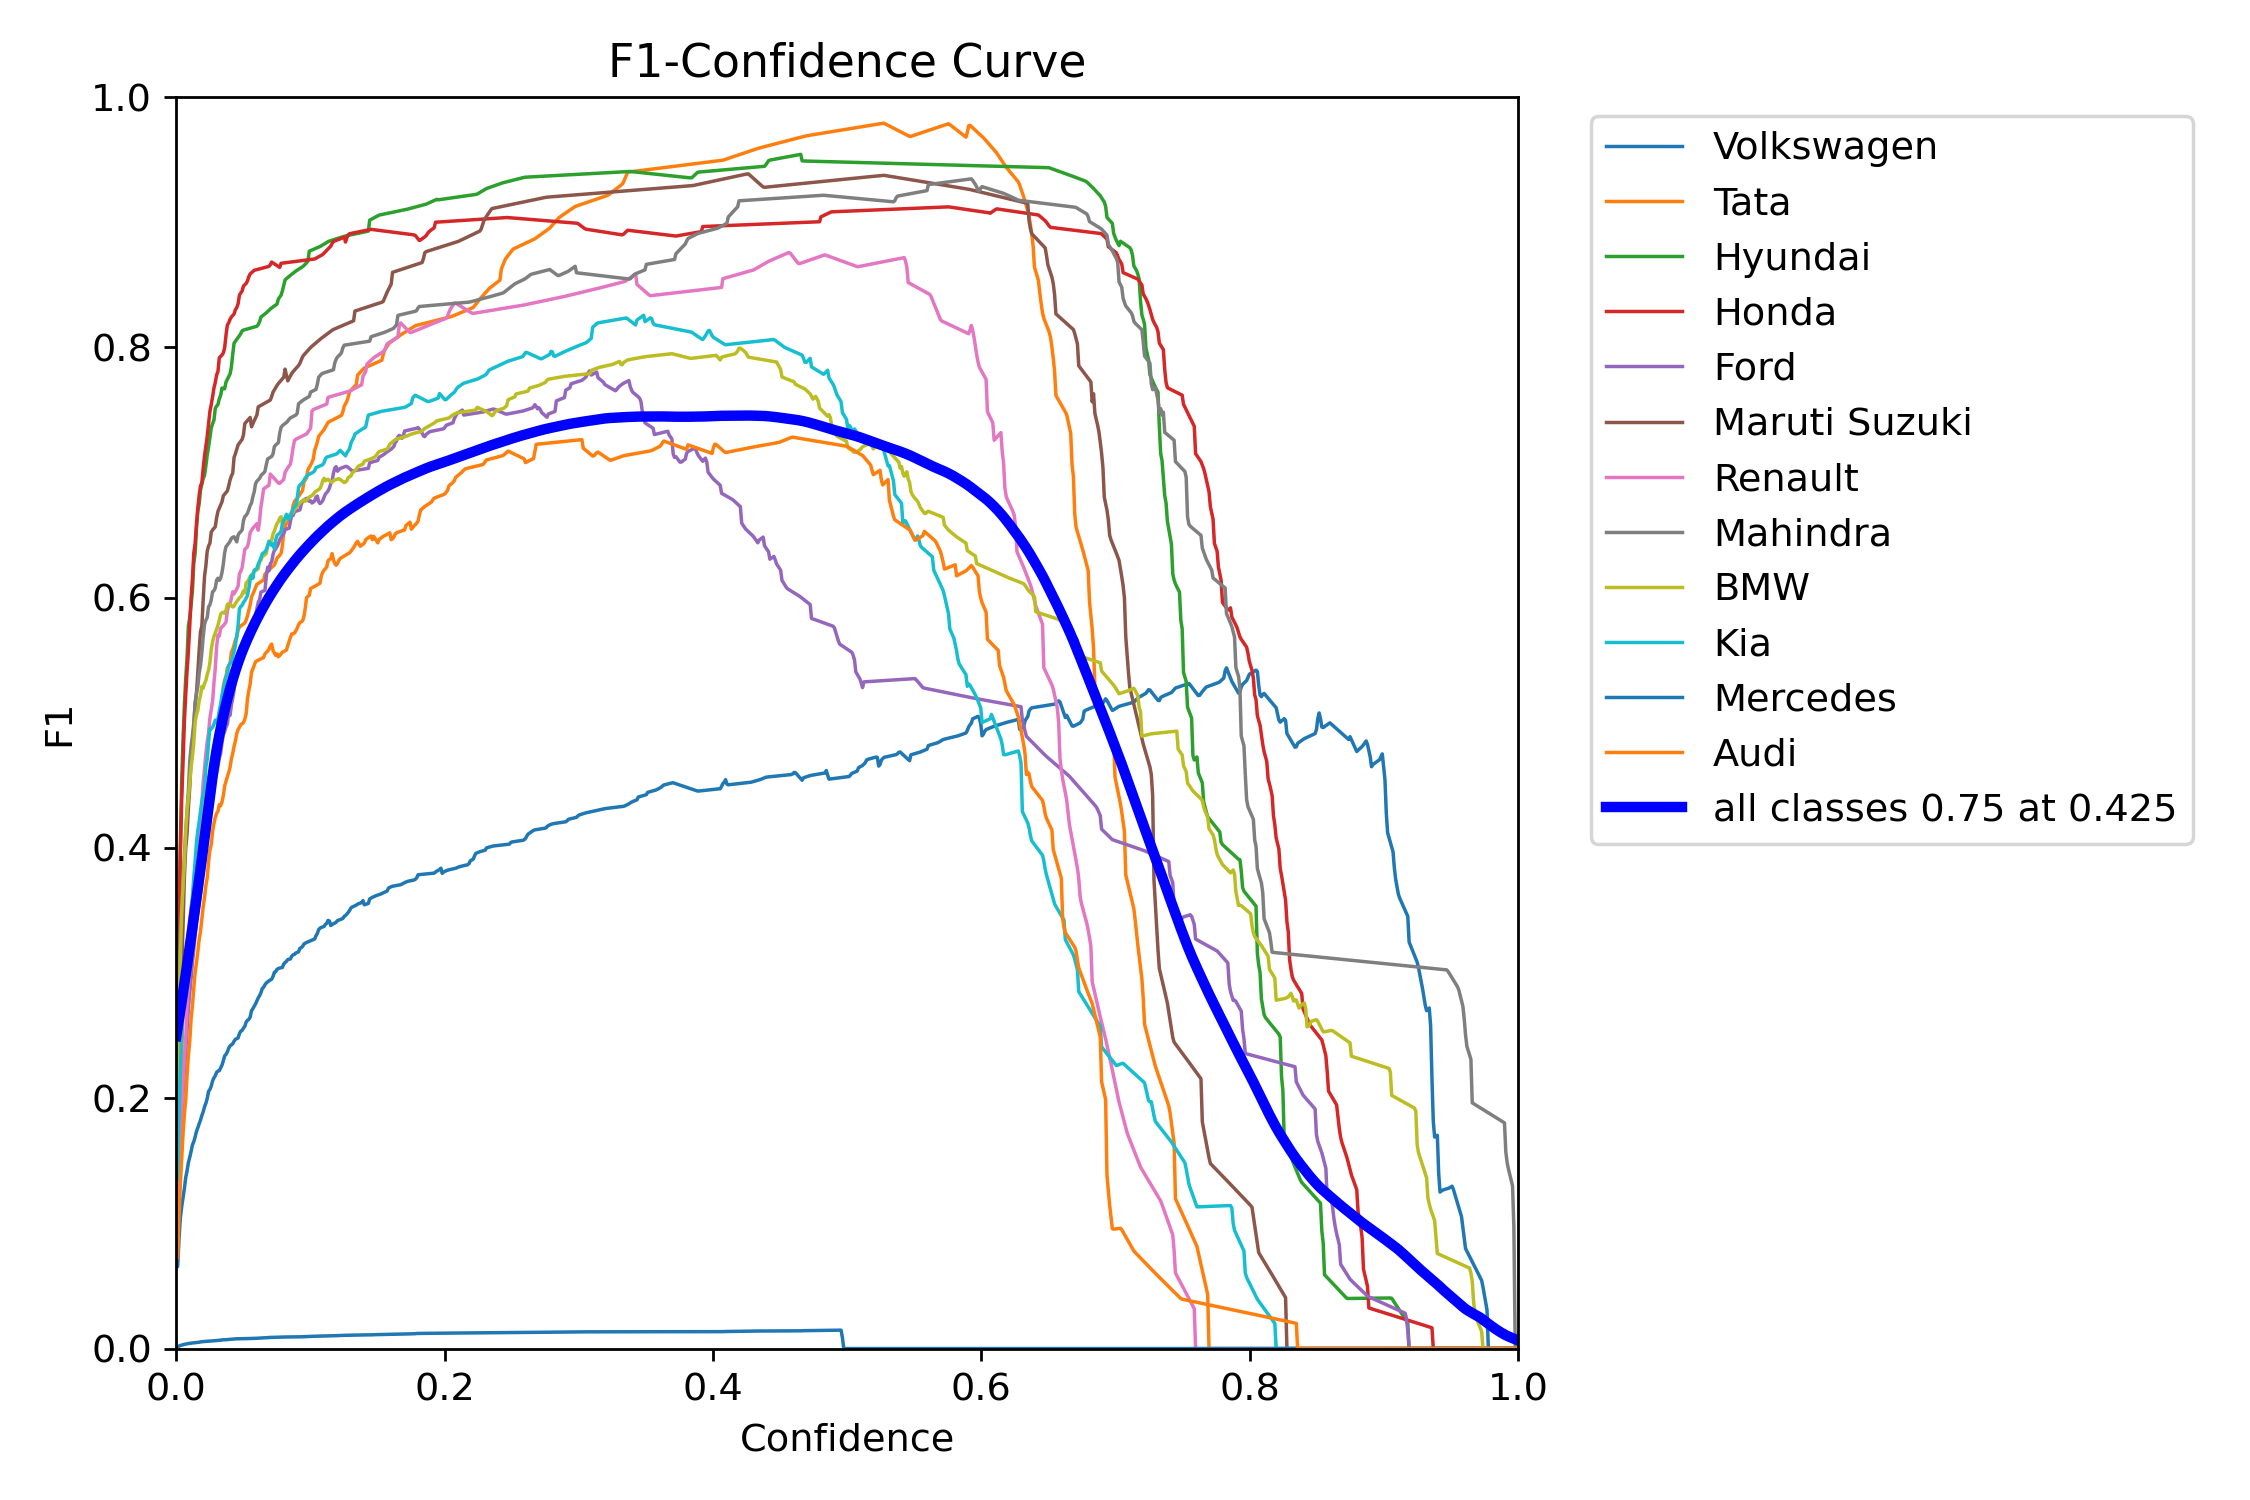 F1-Confidence Curve
1.0
0.8
0.6
0.4
0.2
0.0
F1
0.0 0.2 0.4 0.6 0.8 1.0
Confidence
Volkswagen
Tata
Hyundai
Honda
Ford
Maruti Suzuki
Renault
Mahindra
BMW
Kia
Mercedes
Audi
all classes 0.75 at 0.425